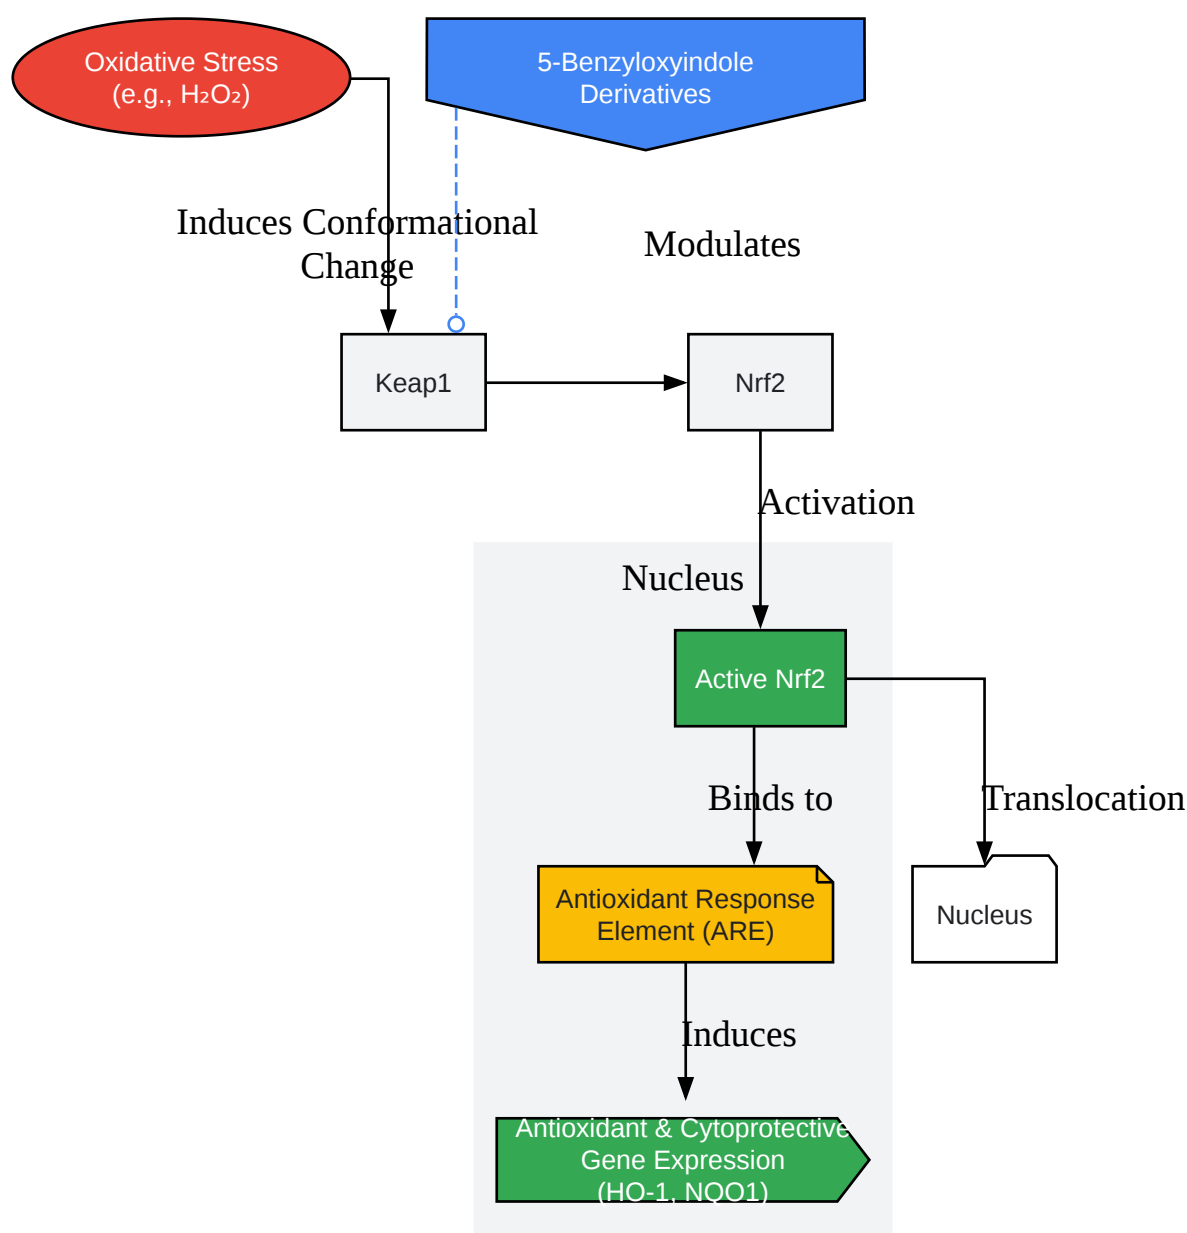 Oxidative Stress
(e.g., H₂O₂)
5-Benzyloxyindole
Derivatives
Induces Conformational
Change
Modulates
Keap1
Nrf2
Activation
Nucleus
Active Nrf2
Binds to
Translocation
Antioxidant Response
Element (ARE)
Nucleus
Induces
Antioxidant & Cytoprotective
Gene Expression
(HO-1, NQO1)